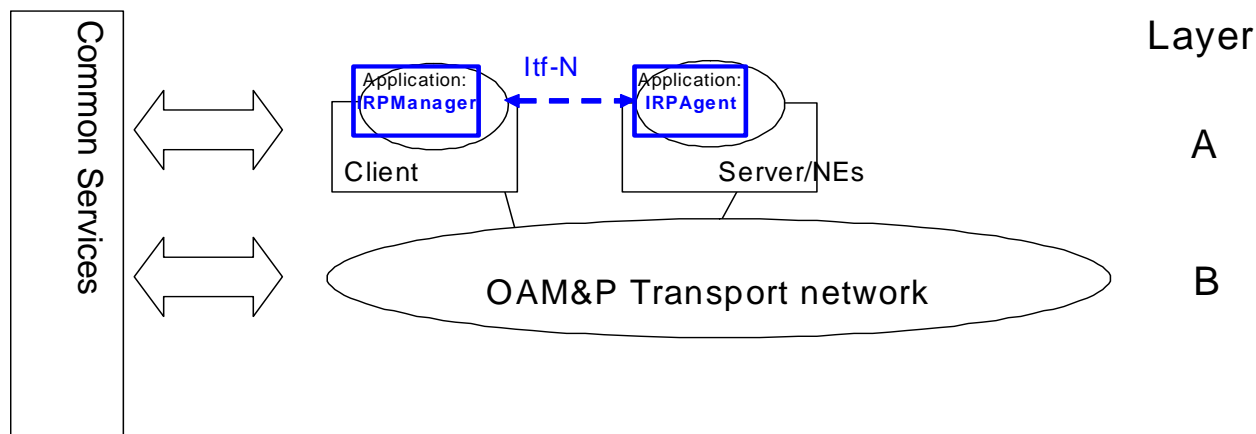 Common Services
Layer
Itf-N
Application:
IRPManager
Application:
IRPAgent
A
Client
Server/NEs
OAM&P Transport network
B